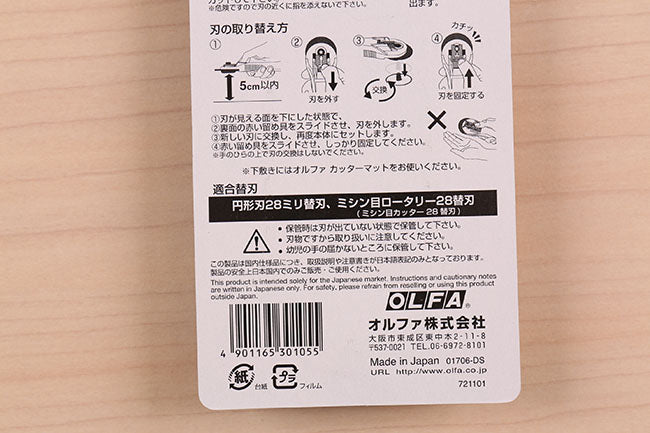 ※危険ですので刃の近くに指を添えないで下さい。
出ます。
刃の取り替え方
① ② ③ ④ カチッ
5cm以内
刃を外す
交換
刃を固定する
①刃が見える面を下にした状態で、
②裏面の赤い留め具をスライドさせ、刃を外します。
③新しい刃に交換し、再度本体にセットします。
④赤い留め具をスライドさせ、しっかり固定してください。
※手のひらの上で刃の交換はしないでください。
※下敷きにはオルファ カッターマットをお使いください。
適合替刃
円形刃28ミリ替刃、ミシン目ロータリー28替刃
(ミシン目カッター28替刃)
• 保管時は刃が出ていない状態で保管して下さい。
• 刃物ですから取り扱いに注意してください。
• 幼児の手の届かないところに保管して下さい。
この製品は国内仕様品につき、取扱説明や注意書きが日本語表記のみとなっております。
製品の安全上日本国内でのみご販売・ご使用ください。
This product is intended solely for the Japanese market. Instructions and cautionary notes
are written in Japanese only. For safety, please refrain from reselling or using this product
outside Japan.
OLFA®
オルファ株式会社
大阪市東成区東中本2-11-8
〒537-0021 TEL.06-6972-8101
4 901165 301055
Made in Japan 01706-DS
URL http://www.olfa.co.jp
紙 台紙 プラ フィルム
721101